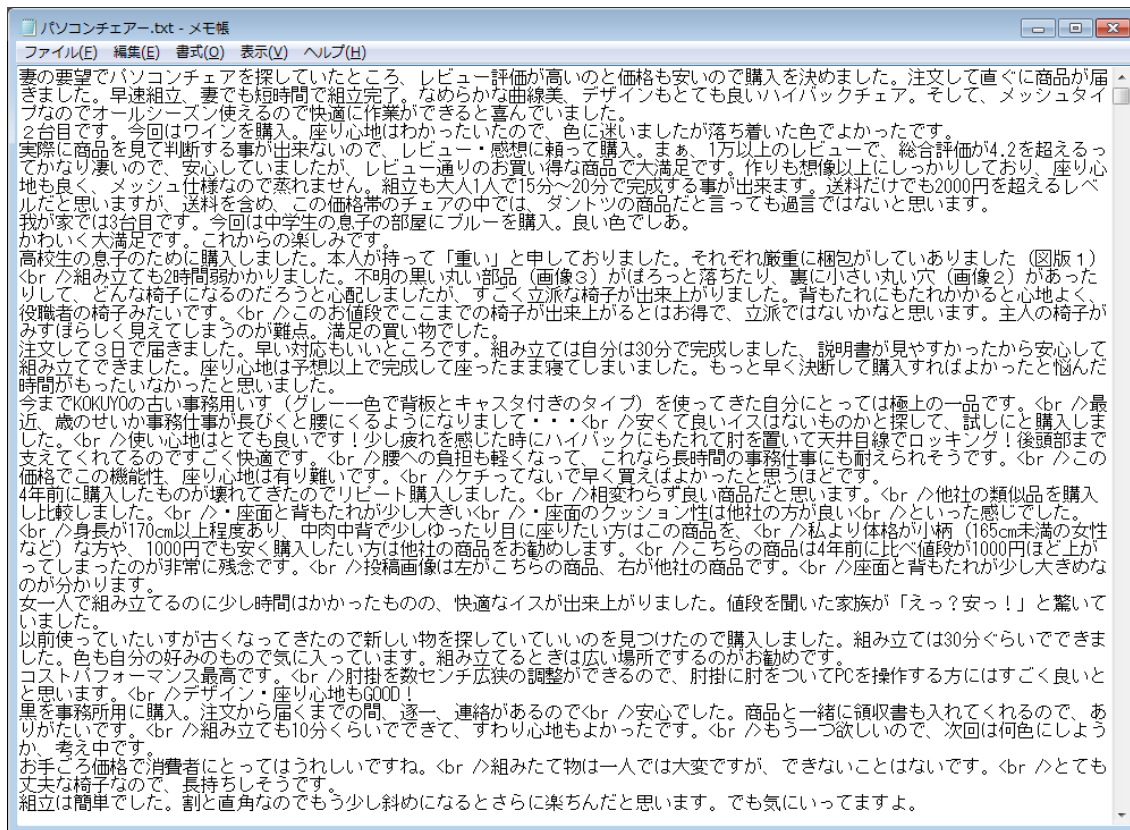 パソコンチェアー.txt - メモ帳
ファイル(F) 編集(E) 書式(O) 表示(V) ヘルプ(H)
妻の要望でパソコンチェアを探していたところ、レビュー評価が高いのと価格も安いので購入を決めました。注文して直ぐに商品が届
きました。早速組立、妻でも短時間で組立完了。なめらかな曲線美、デザインもとても良いハイバックチェア。そして、メッシュタイ
プなのでオールシーズン使えるので快適に作業ができると喜んでいました。
２台目です。今回はワインを購入。座り心地はわかったいたので、色に迷いましたが落ち着いた色でよかったです。
実際に商品を見て判断する事が出来ないので、レビュー・感想に頼って購入。まぁ、1万以上のレビューで、総合評価が4.2を超えるっ
てかなり凄いので、安心していましたが、レビュー通りのお買い得な商品で大満足です。作りも想像以上にしっかりしており、座り心
地も良く、メッシュ仕様なので蒸れません。組立も大人1人で15分～20分で完成する事が出来ます。送料だけでも2000円を超えるレベ
ルだと思いますが、送料を含め、この価格帯のチェアの中では、ダントツの商品だと言っても過言ではないと思います。
我が家では3台目です。今回は中学生の息子の部屋にブルーを購入。良い色でしあ。
かわいく大満足です。これからの楽しみです。
高校生の息子のために購入しました。本人が持って「重い」と申しておりました。それぞれ厳重に梱包がしていありました（図版１）
<br />組み立ても2時間弱かかりました。不明の黒い丸い部品（画像３）がぽろっと落ちたり、裏に小さい丸い穴（画像２）があった
りして、どんな椅子になるのだろうと心配しましたが、すごく立派な椅子が出来上がりました。背もたれにもたれかかると心地よく、
役職者の椅子みたいです。<br />このお値段でここまでの椅子が出来上がるとはお得で、立派ではないかなと思います。主人の椅子が
みすぼらしく見えてしまうのが難点。満足の買い物でした。
注文して３日で届きました。早い対応もいいところです。組み立ては自分は30分で完成しました、説明書が見やすかったから安心して
組み立てできました。座り心地は予想以上で完成して座ったまま寝てしまいました。もっと早く決断して購入すればよかったと悩んだ
時間がもったいなかったと思いました。
今までKOKUYOの古い事務用いす（グレー一色で背板とキャスタ付きのタイプ）を使ってきた自分にとっては極上の一品です。<br />最
近、歳のせいか事務仕事が長びくと腰にくるようになりまして・・・<br />安くて良いイスはないものかと探して、試しにと購入しま
した。<br />使い心地はとても良いです！少し疲れを感じた時にハイバックにもたれて肘を置いて天井目線でロッキング！後頭部まで
支えてくれてるのですごく快適です。<br />腰への負担も軽くなって、これなら長時間の事務仕事にも耐えられそうです。<br />この
価格でこの機能性、座り心地は有り難いです。<br />ケチってないで早く買えばよかったと思うほどです。
4年前に購入したものが壊れてきたのでリピート購入しました。<br />相変わらず良い商品だと思います。<br />他社の類似品を購入
し比較しました。<br />・座面と背もたれが少し大きい<br />・座面のクッション性は他社の方が良い<br />といった感じでした。
<br />身長が170cm以上程度あり、中肉中背で少しゆったり目に座りたい方はこの商品を、<br />私より体格が小柄（165cm未満の女性
など）な方や、1000円でも安く購入したい方は他社の商品をお勧めします。<br />こちらの商品は4年前に比べ値段が1000円ほど上が
ってしまったのが非常に残念です。<br />投稿画像は左がこちらの商品、右が他社の商品です。<br />座面と背もたれが少し大きめな
のが分かります。
女一人で組み立てるのに少し時間はかかったものの、快適なイスが出来上がりました。値段を聞いた家族が「えっ？安っ！」と驚いて
いました。
以前使っていたいすが古くなってきたので新しい物を探していていいのを見つけたので購入しました。組み立ては30分ぐらいでできま
した。色も自分の好みのもので気に入っています。組み立てるときは広い場所でするのがお勧めです。
コストパフォーマンス最高です。<br />肘掛を数センチ広狭の調整ができるので、肘掛に肘をついてPCを操作する方にはすごく良いと
と思います。<br />デザイン・座り心地もGOOD！
黒を事務所用に購入。注文から届くまでの間、逐一、連絡があるので<br />安心でした。商品と一緒に領収書も入れてくれるので、あ
りがたいです。<br />組み立ても10分くらいでできて、すわり心地もよかったです。<br />もう一つ欲しいので、次回は何色にしよう
か、考え中です。
お手ごろ価格で消費者にとってはうれしいですね。<br />組みたて物は一人では大変ですが、できないことはないです。<br />とても
丈夫な椅子なので、長持ちしそうです。
組立は簡単でした。割と直角なのでもう少し斜めになるとさらに楽ちんだと思います。でも気にいってますよ。